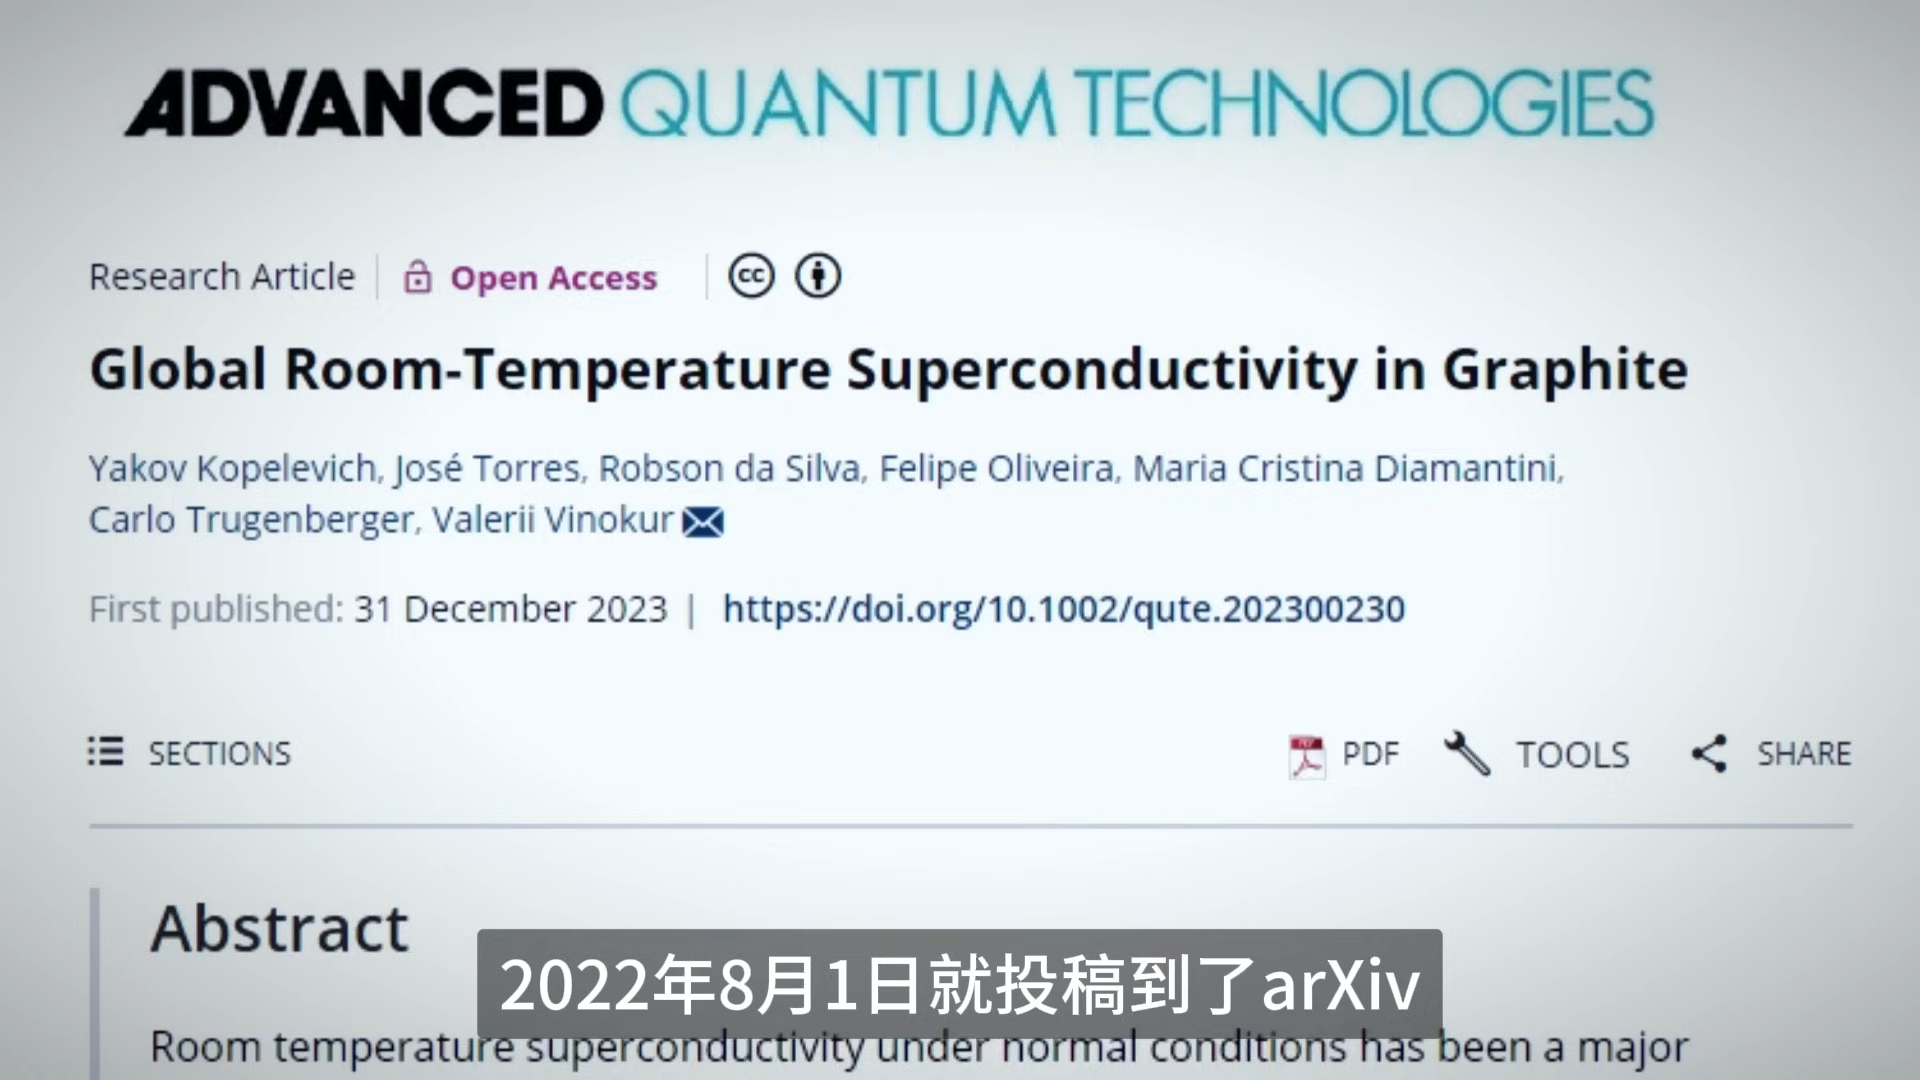 ADVANCED QUANTUM TECHNOLOGIES
Research Article Open Access
Global Room-Temperature Superconductivity in Graphite
Yakov Kopelevich, José Torres, Robson da Silva, Felipe Oliveira, Maria Cristina Diamantini,
Carlo Trugenberger, Valerii Vinokur
First published: 31 December 2023 | https://doi.org/10.1002/qute.202300230
SECTIONS PDF TOOLS SHARE
Abstract
2022年8月1日就投稿到了arXiv
Room temperature superconductivity under normal conditions has been a major